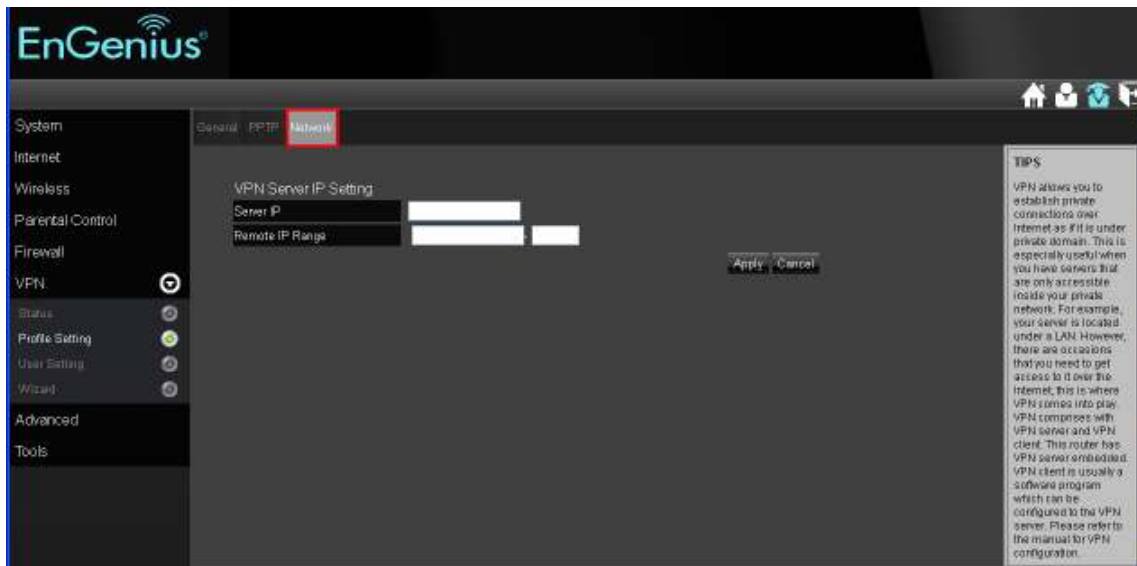 EnGenius®
System
General PPTP Network
Internet
Wireless
Parental Control
Firewall
VPN
Status
Profile Setting
User Setting
Wizard
Advanced
Tools
VPN Server IP Setting
Server IP
Remote IP Range -
Apply Cancel
TIPS
VPN allows you to
establish private
connections over
Internet as if it is under
private domain. This is
especially useful when
you have servers that
are only accessible
inside your private
network. For example,
your server is located
under a LAN. However,
there are occasions
that you need to get
access to it over the
Internet, this is where
VPN comes into play.
VPN comprises with
VPN server and VPN
client. This router has
VPN server embedded.
VPN client is usually a
software program
which can be
configured to the VPN
server. Please refer to
the manual for VPN
configuration.